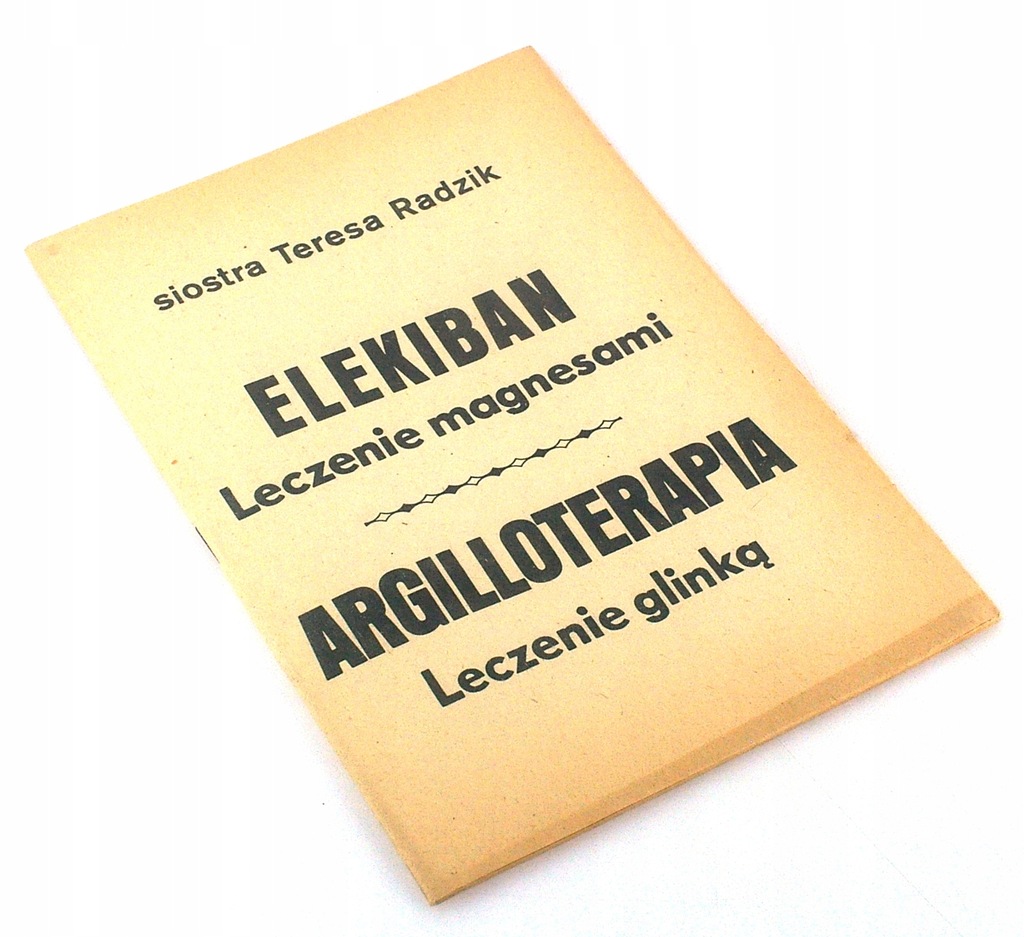 siostra Teresa Radzik
ELEKIBAN
Leczenie magnesami
ARGILLOTERAPIA
Leczenie glinką